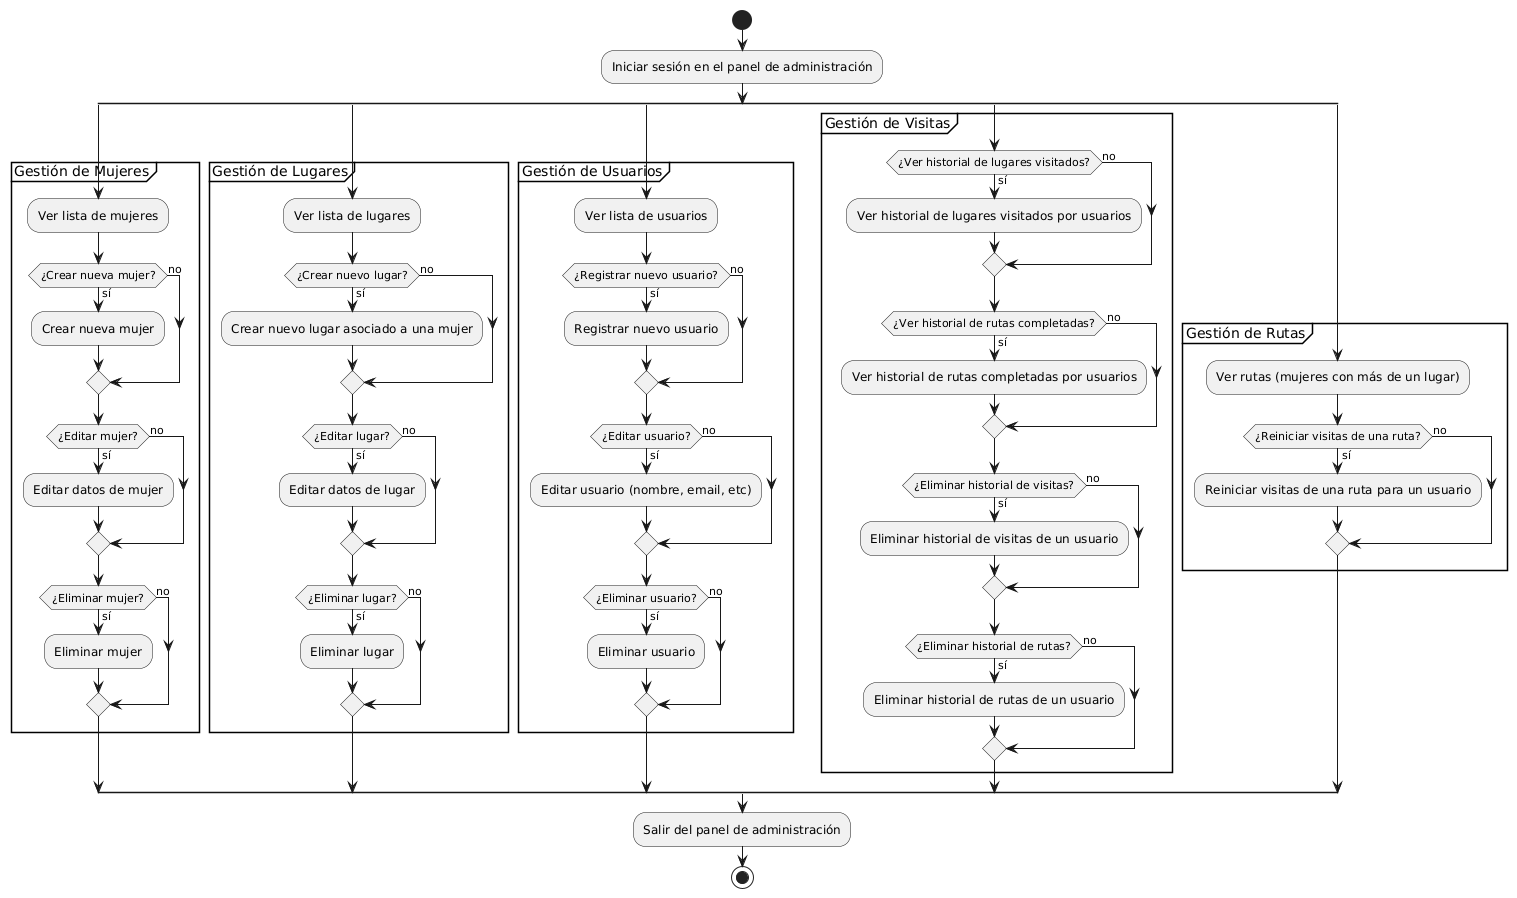 Iniciar sesión en el panel de administración
Gestión de Mujeres
Ver lista de mujeres
¿Crear nueva mujer?
no
sí
Crear nueva mujer
¿Editar mujer?
no
sí
Editar datos de mujer
¿Eliminar mujer?
no
sí
Eliminar mujer
Gestión de Lugares
Ver lista de lugares
¿Crear nuevo lugar?
no
sí
Crear nuevo lugar asociado a una mujer
¿Editar lugar?
no
sí
Editar datos de lugar
¿Eliminar lugar?
no
sí
Eliminar lugar
Gestión de Usuarios
Ver lista de usuarios
¿Registrar nuevo usuario?
no
sí
Registrar nuevo usuario
¿Editar usuario?
no
sí
Editar usuario (nombre, email, etc)
¿Eliminar usuario?
no
sí
Eliminar usuario
Gestión de Visitas
¿Ver historial de lugares visitados?
no
sí
Ver historial de lugares visitados por usuarios
¿Ver historial de rutas completadas?
no
sí
Ver historial de rutas completadas por usuarios
¿Eliminar historial de visitas?
no
sí
Eliminar historial de visitas de un usuario
¿Eliminar historial de rutas?
no
sí
Eliminar historial de rutas de un usuario
Gestión de Rutas
Ver rutas (mujeres con más de un lugar)
¿Reiniciar visitas de una ruta?
no
sí
Reiniciar visitas de una ruta para un usuario
Salir del panel de administración